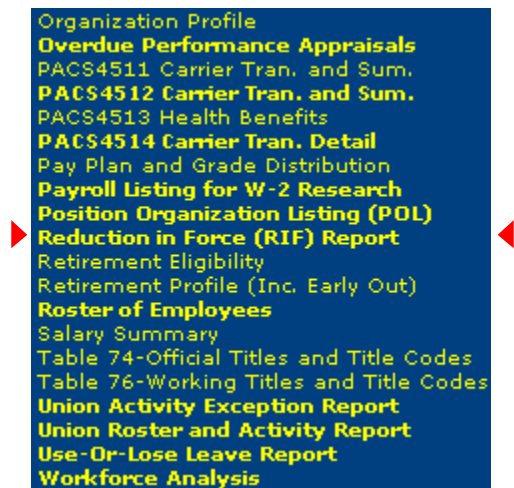 Organization Profile
Overdue Performance Appraisals
PACS4511 Carrier Tran. and Sum.
PACS4512 Carrier Tran. and Sum.
PACS4513 Health Benefits
PACS4514 Carrier Tran. Detail
Pay Plan and Grade Distribution
Payroll Listing for W-2 Research
Position Organization Listing (POL)
Reduction in Force (RIF) Report
Retirement Eligibility
Retirement Profile (Inc. Early Out)
Roster of Employees
Salary Summary
Table 74-Official Titles and Title Codes
Table 76-Working Titles and Title Codes
Union Activity Exception Report
Union Roster and Activity Report
Use-Or-Lose Leave Report
Workforce Analysis